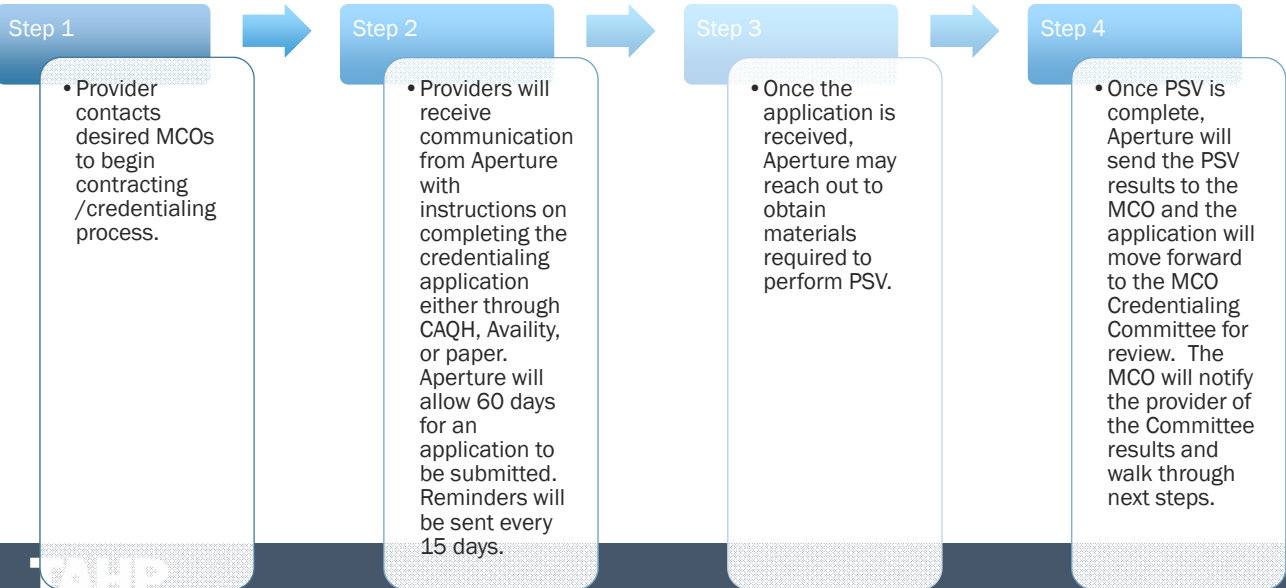 Step 1
• Provider
contacts
desired MCOs
to begin
contracting
/credentialing
process.
Step 2
• Providers will
receive
communication
from Aperture
with
instructions on
completing the
credentialing
application
either through
CAQH, Availity,
or paper.
Aperture will
allow 60 days
for an
application to
be submitted.
Reminders will
be sent every
15 days.
Step 3
• Once the
application is
received,
Aperture may
reach out to
obtain
materials
required to
perform PSV.
Step 4
• Once PSV is
complete,
Aperture will
send the PSV
results to the
MCO and the
application will
move forward
to the MCO
Credentialing
Committee for
review. The
MCO will notify
the provider of
the Committee
results and
walk through
next steps.
TAHP